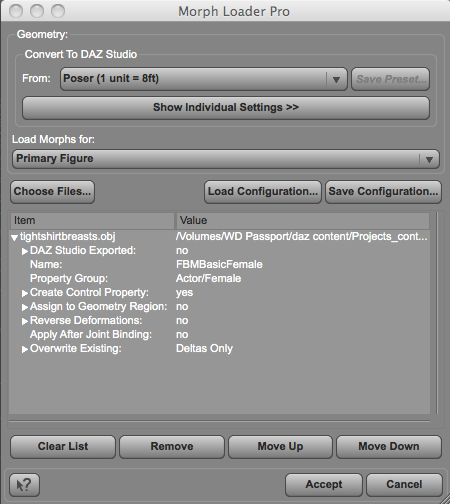 Morph Loader Pro
Geometry:
Convert To DAZ Studio
From: Poser (1 unit = 8ft) Save Preset...
Show Individual Settings >>
Load Morphs for:
Primary Figure
Choose Files... Load Configuration... Save Configuration...
Item Value
tightshirtbreasts.obj /Volumes/WD Passport/daz content/Projects_cont...
DAZ Studio Exported: no
Name: FBMBasicFemale
Property Group: Actor/Female
Create Control Property: yes
Assign to Geometry Region: no
Reverse Deformations: no
Apply After Joint Binding: no
Overwrite Existing: Deltas Only
Clear List Remove Move Up Move Down
? Accept Cancel